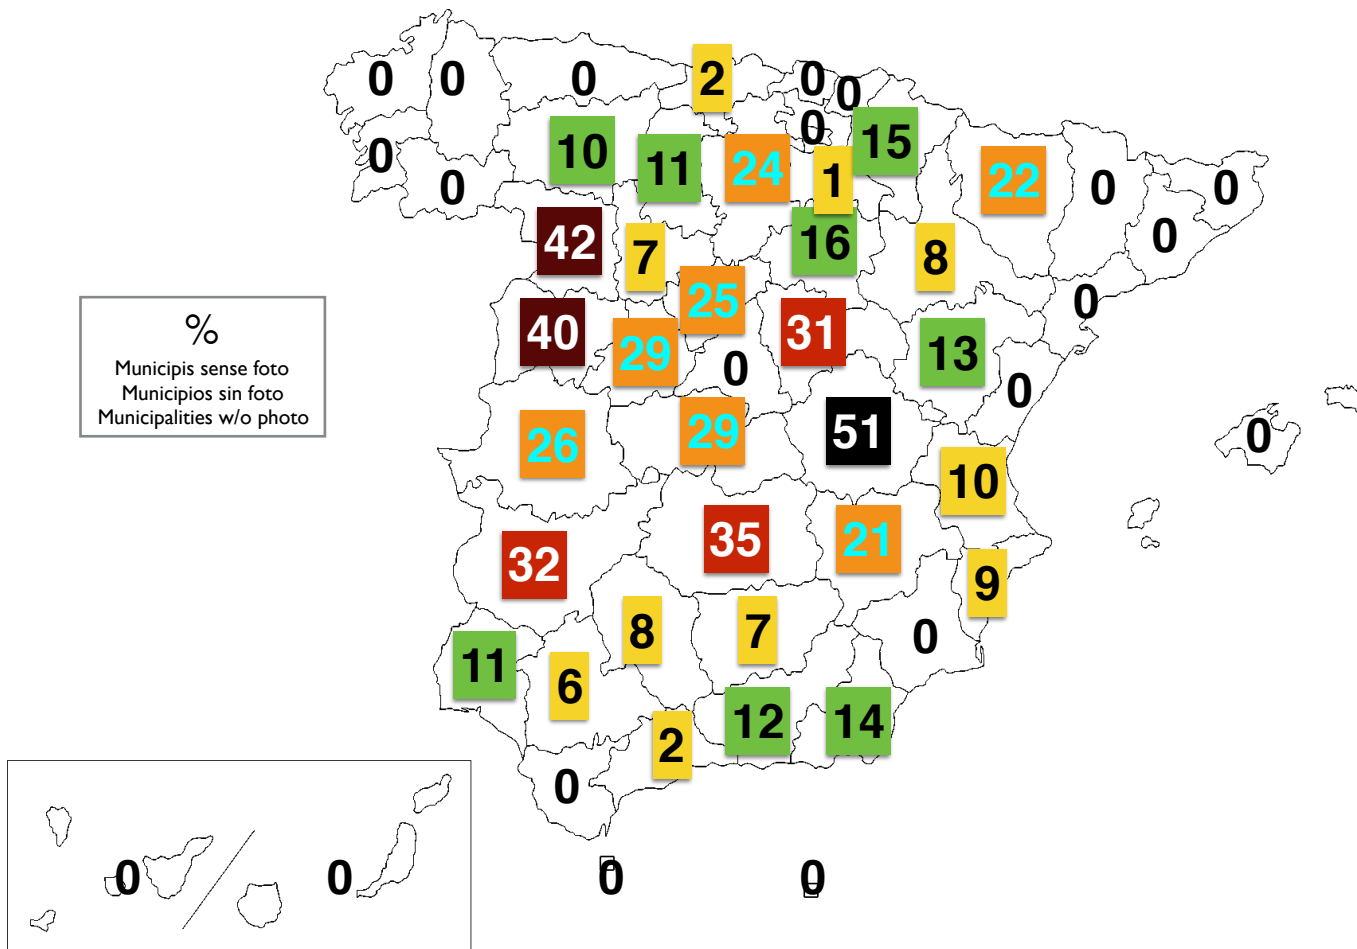 0 0 0 2 0 0
0
10 11 24 1 15
0 0 22 0 0
42 7 16 8 0
25
%
Municipis sense foto
Municipios sin foto
Municipalities w/o photo
40 29 0 31 13 0
0
26 29 51 10 0
32 35 21 9
11 6 8 7 0
2 12 14
0
0 0 0 0